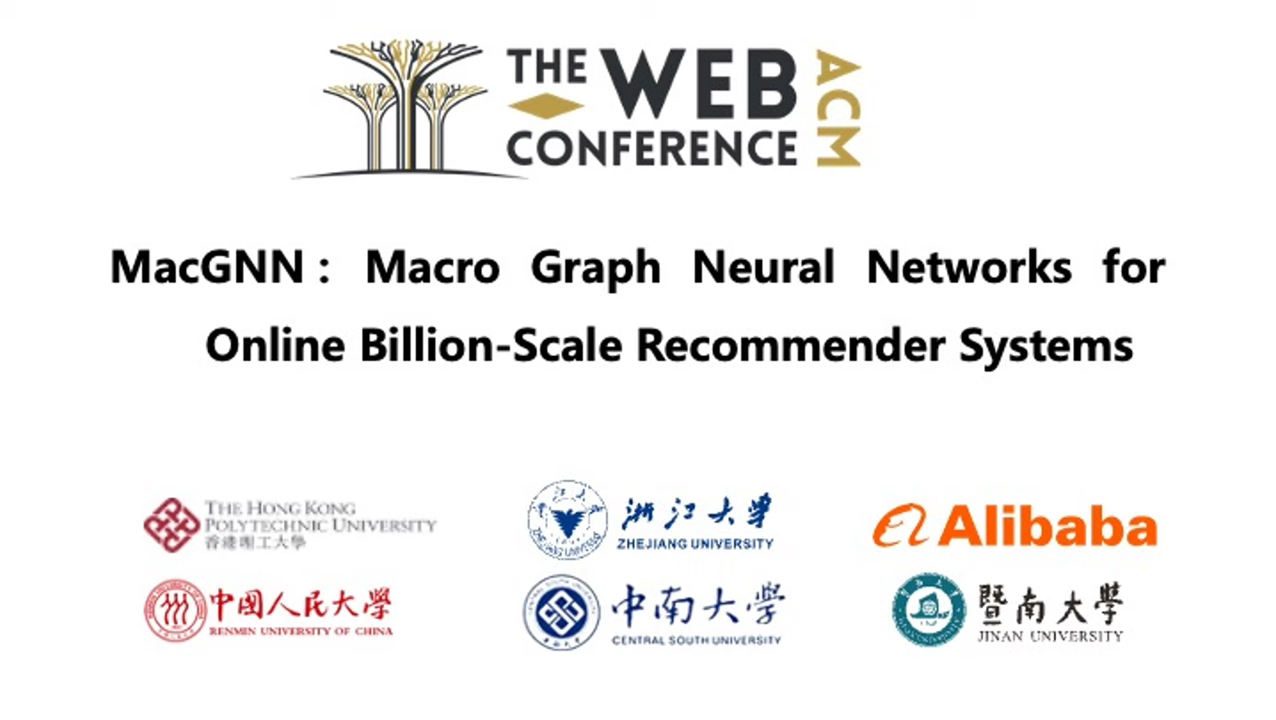 THE WEB CONFERENCE ACM
MacGNN： Macro Graph Neural Networks for
Online Billion-Scale Recommender Systems
THE HONG KONG
POLYTECHNIC UNIVERSITY
香港理工大學
浙江大學
ZHEJIANG UNIVERSITY
Alibaba
中國人民大學
RENMIN UNIVERSITY OF CHINA
中南大學
CENTRAL SOUTH UNIVERSITY
暨南大學
JINAN UNIVERSITY